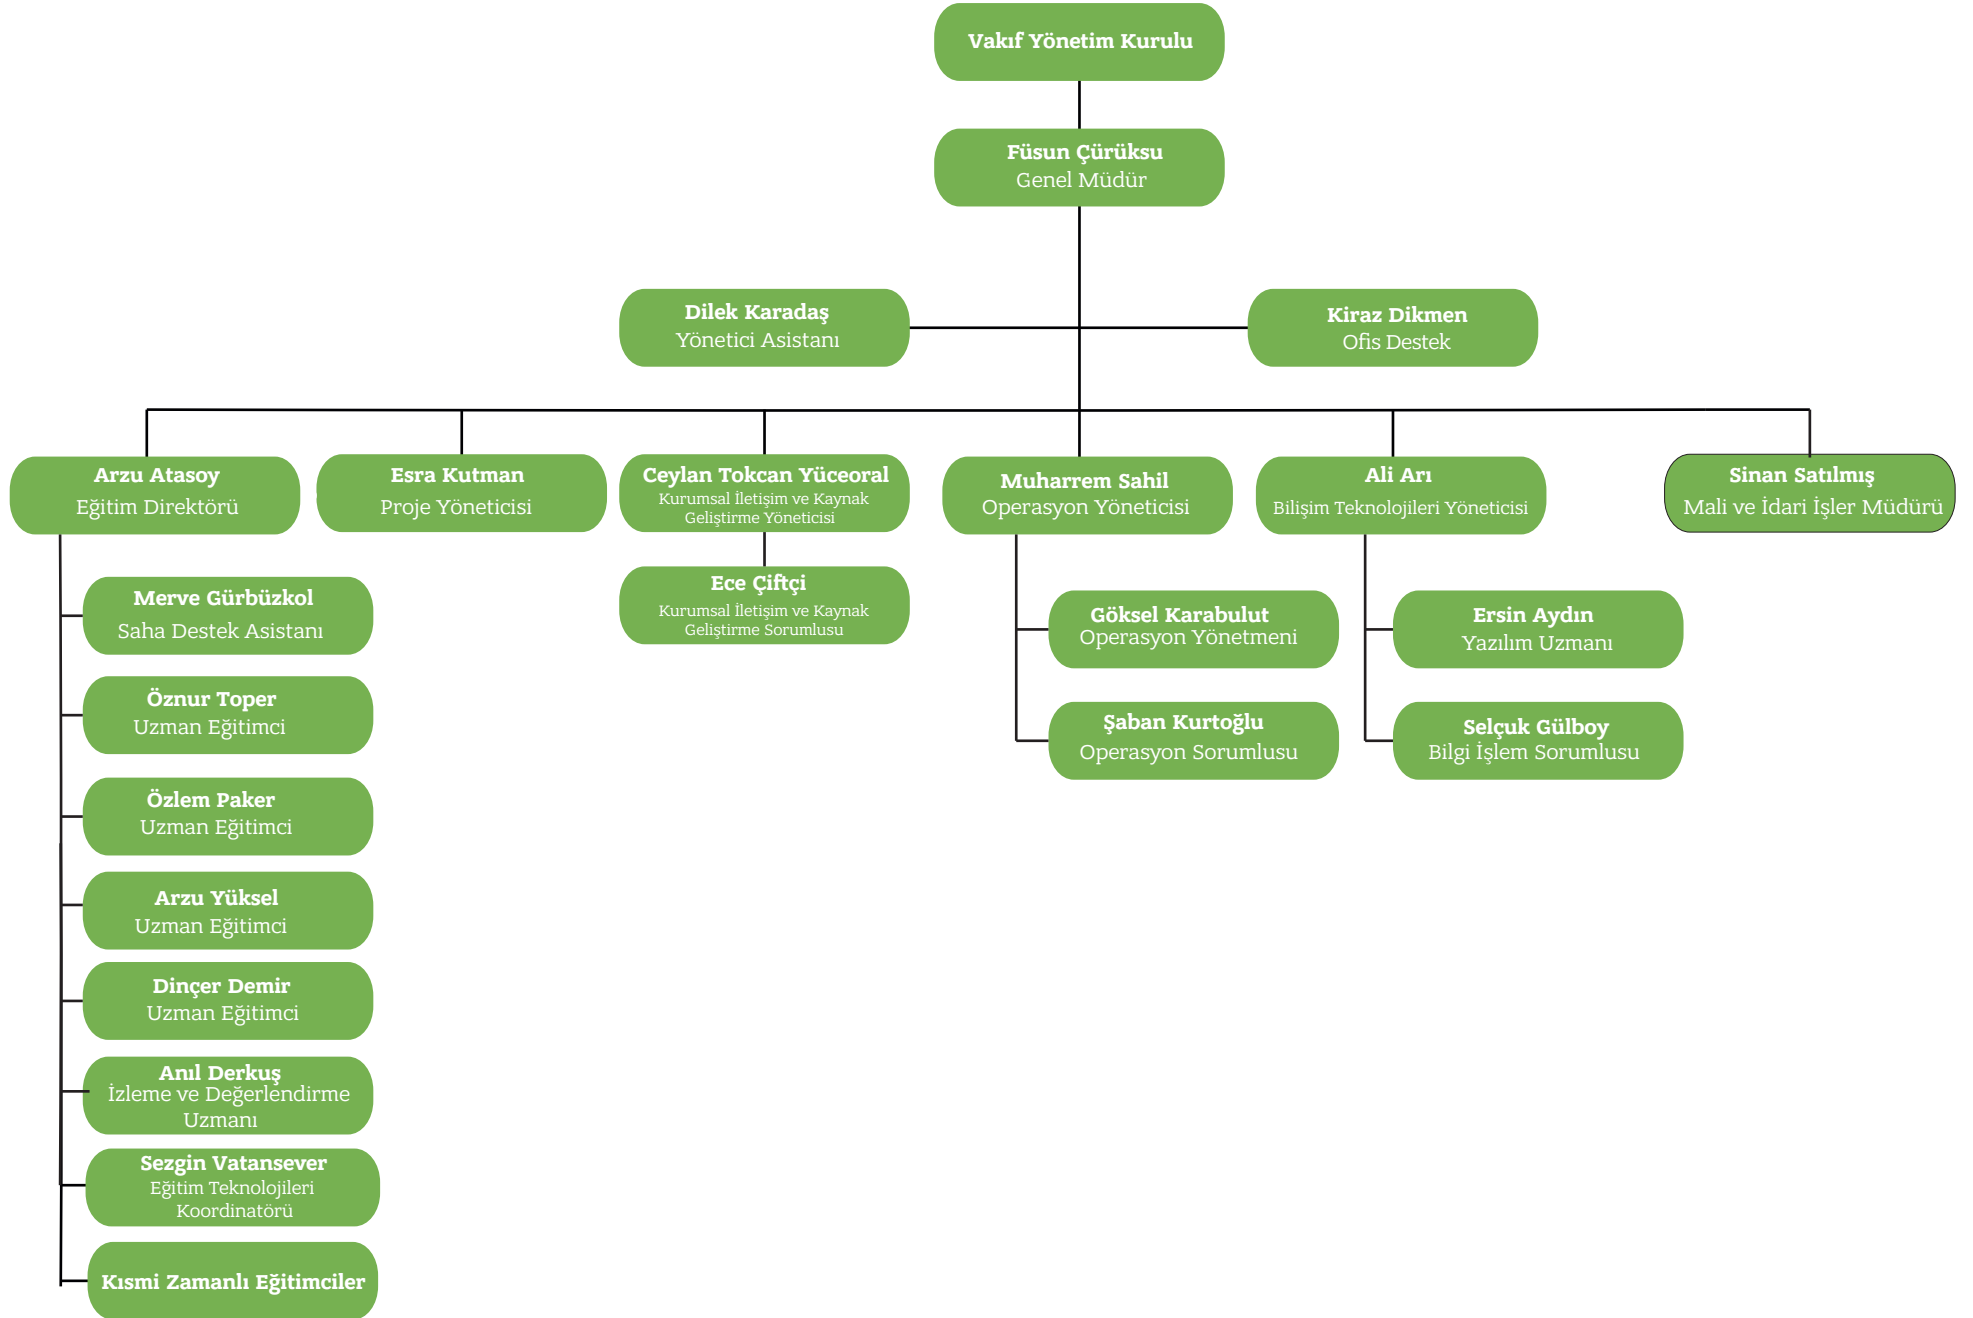 Vakıf Yönetim Kurulu
Füsun Çürüksu
Genel Müdür
Dilek Karadaş
Yönetici Asistanı
Kiraz Dikmen
Ofis Destek
Arzu Atasoy
Eğitim Direktörü
Esra Kutman
Proje Yöneticisi
Ceylan Tokcan Yüceoral
Kurumsal İletişim ve Kaynak
Geliştirme Yöneticisi
Muharrem Sahil
Operasyon Yöneticisi
Ali Arı
Bilişim Teknolojileri Yöneticisi
Sinan Satılmış
Mali ve İdari İşler Müdürü
Merve Gürbüzkol
Saha Destek Asistanı
Öznur Toper
Uzman Eğitimci
Özlem Paker
Uzman Eğitimci
Arzu Yüksel
Uzman Eğitimci
Dinçer Demir
Uzman Eğitimci
Anıl Derkuş
İzleme ve Değerlendirme
Uzmanı
Sezgin Vatansever
Eğitim Teknolojileri
Koordinatörü
Kısmi Zamanlı Eğitimciler
Ece Çiftçi
Kurumsal İletişim ve Kaynak
Geliştirme Sorumlusu
Göksel Karabulut
Operasyon Yönetmeni
Şaban Kurtoğlu
Operasyon Sorumlusu
Ersin Aydın
Yazılım Uzmanı
Selçuk Gülboy
Bilgi İşlem Sorumlusu